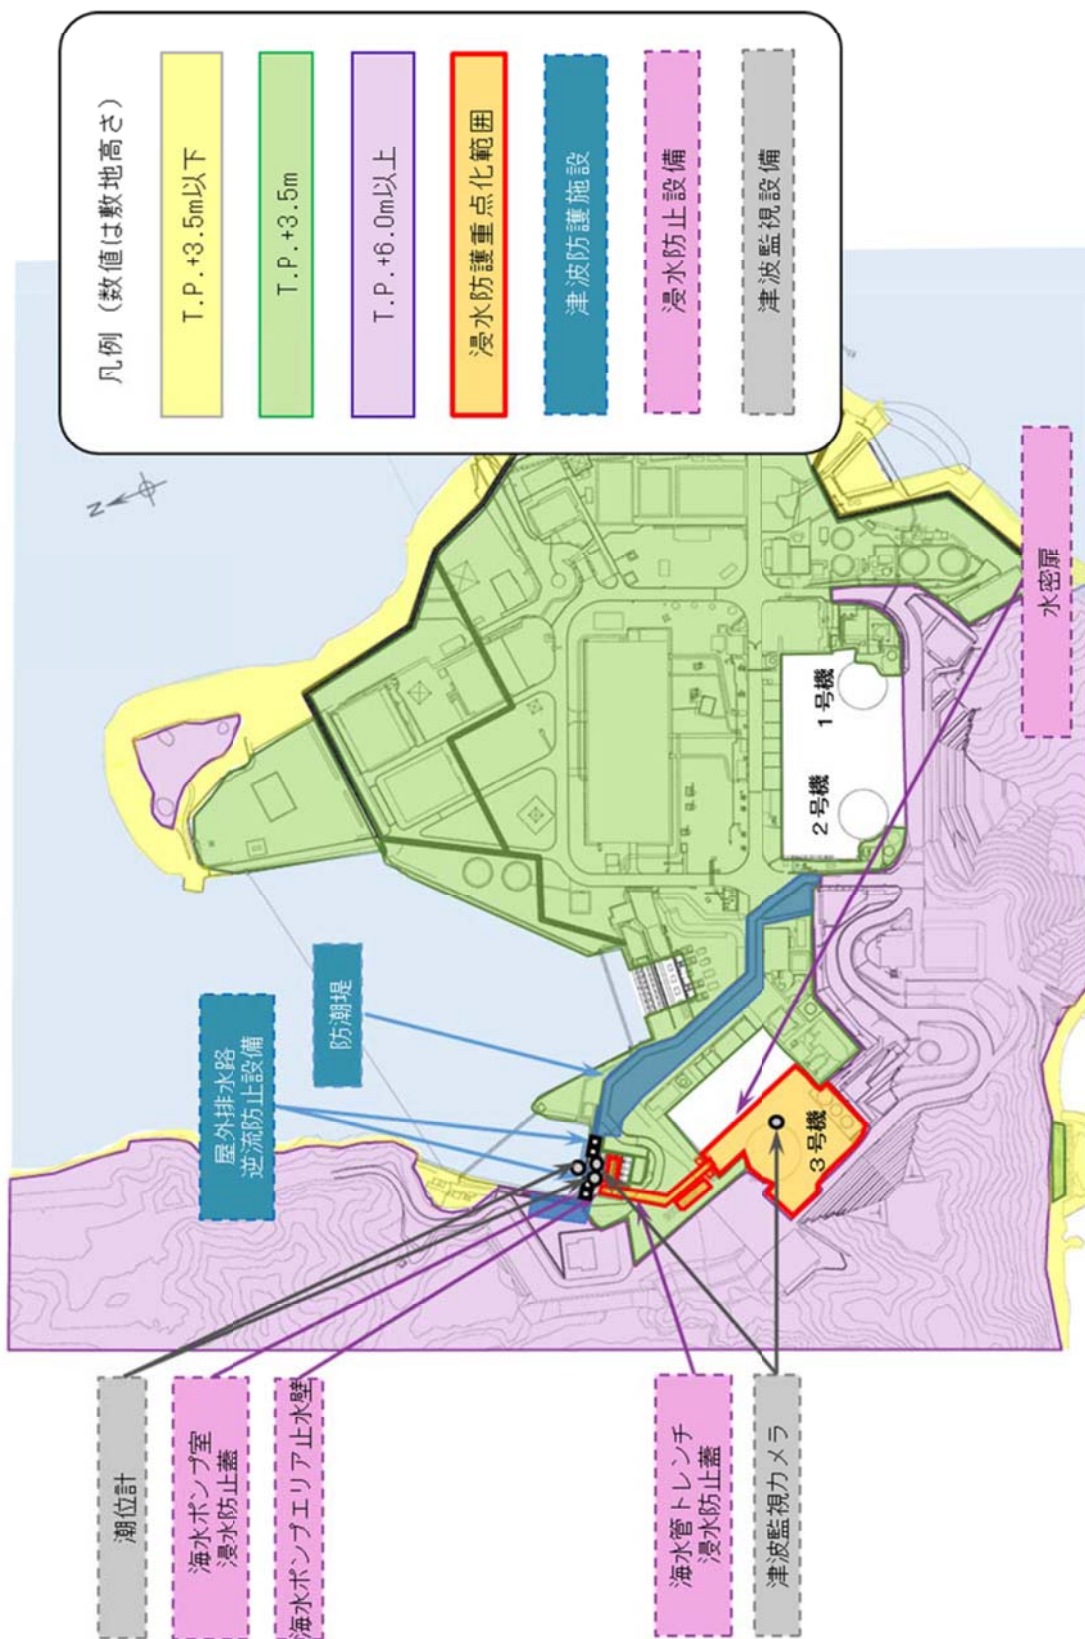 凡例（数値は敷地高さ）
T.P.+3.5m以下
T.P.+3.5m
T.P.+6.0m以上
浸水防護重点化範囲
津波防護施設
浸水防止設備
津波監視設備
N
屋外排水路
逆流防止設備
防潮堤
水密扉
1号機
2号機
3号機
潮位計
海水ポンプ室
浸水防止蓋
海水ポンプエリア止水壁
海水管トレンチ
浸水防止蓋
津波監視カメラ